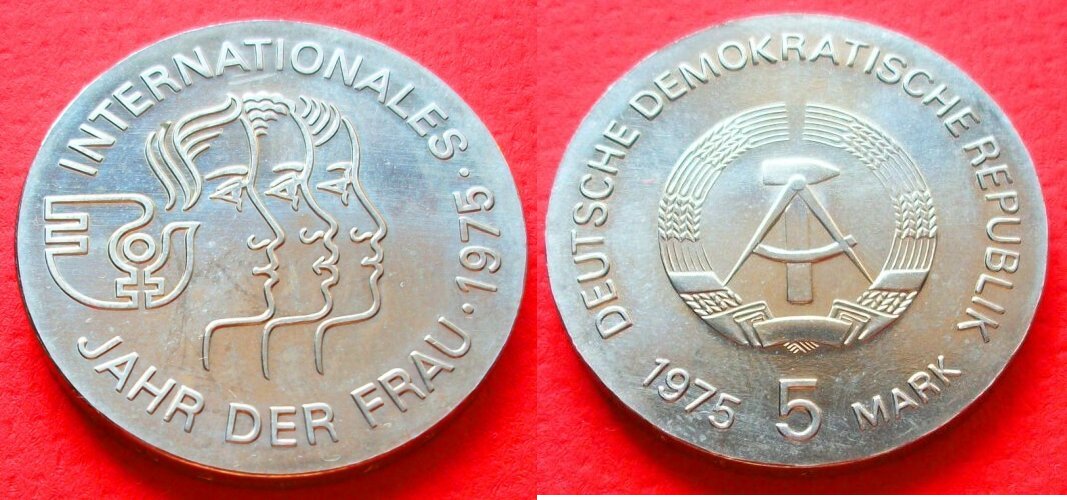 INTERNATIONALES · 1975 ·
JAHR DER FRAU
DEUTSCHE DEMOKRATISCHE REPUBLIK
1975 5 MARK